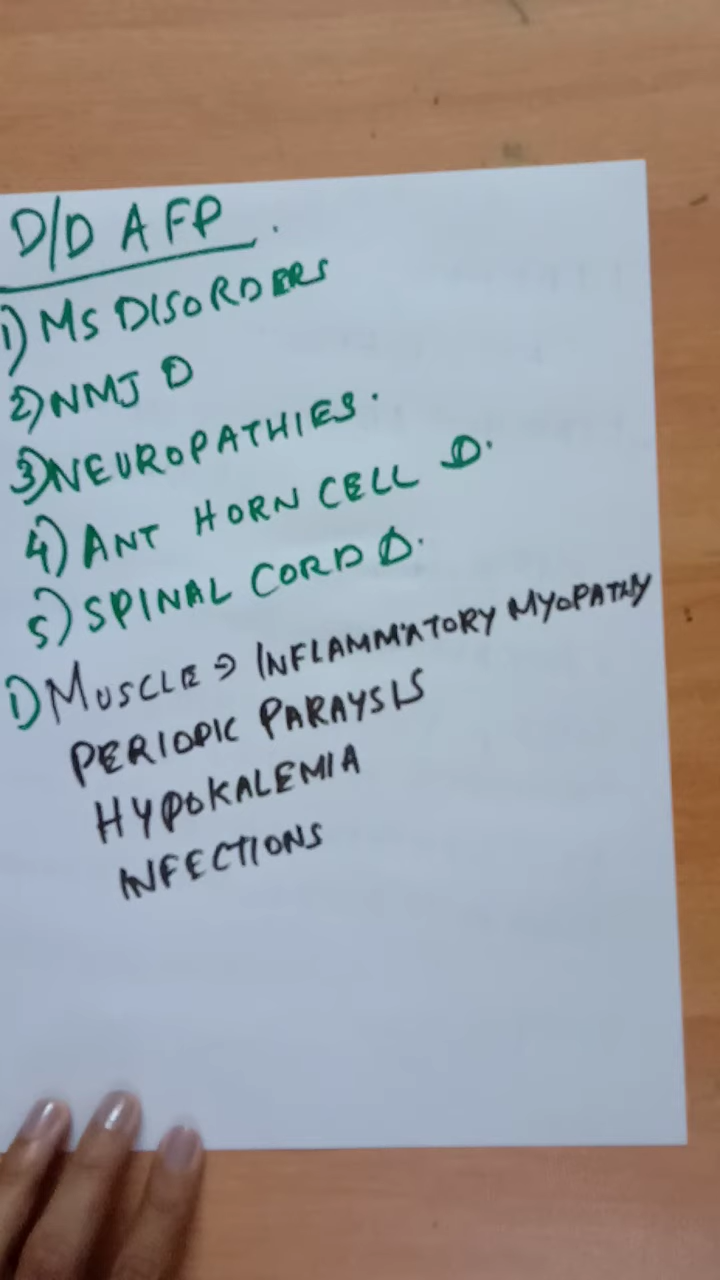 D/D AFP.
1) MS DISORDERS
2) NMJ D
3) NEUROPATHIES.
4) ANT HORN CELL D.
5) SPINAL CORD D.
1) MUSCLE → INFLAMMATORY MYOPATHY
PERIODIC PARAYSIS
HYPOKALEMIA
INFECTIONS